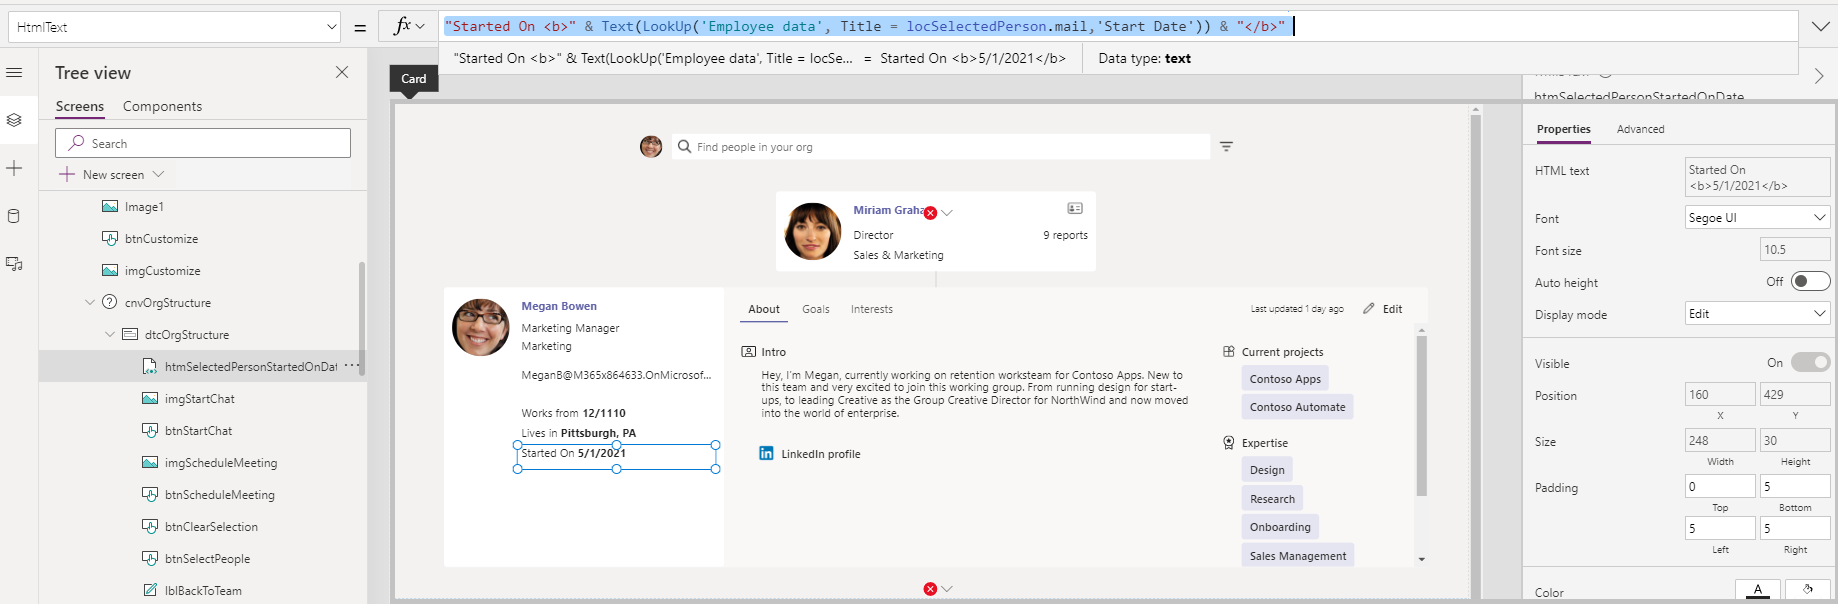 HtmlText
=
fx
"Started On <b>" & Text(LookUp('Employee data', Title = locSelectedPerson.mail,'Start Date')) & "</b>"
"Started On <b>" & Text(LookUp('Employee data', Title = locSe... = Started On <b>5/1/2021</b>
Data type: text
Tree view
Screens
Components
Search
New screen
Image1
btnCustomize
imgCustomize
cnvOrgStructure
dtcOrgStructure
htmSelectedPersonStartedOnDat
...
imgStartChat
btnStartChat
imgScheduleMeeting
btnScheduleMeeting
btnClearSelection
btnSelectPeople
lblBackToTeam
Card
Find people in your org
Miriam Graha
Director
9 reports
Sales & Marketing
Megan Bowen
Marketing Manager
Marketing
MeganB@M365x864633.OnMicrosof...
Works from 12/1110
Lives in Pittsburgh, PA
Started On 5/1/2021
About
Goals
Interests
Last updated 1 day ago
Edit
Intro
Hey, I'm Megan, currently working on retention worksteam for Contoso Apps. New to
this team and very excited to join this working group. From running design for start-
ups, to leading Creative as the Group Creative Director for NorthWind and now moved
into the world of enterprise.
LinkedIn profile
Current projects
Contoso Apps
Contoso Automate
Expertise
Design
Research
Onboarding
Sales Management
htmSelectedPersonStartedOnDate
Properties
Advanced
HTML text
Started On
<b>5/1/2021</b>
Font
Segoe UI
Font size
10.5
Auto height
Off
Display mode
Edit
Visible
On
Position
160
429
X
Y
Size
248
30
Width
Height
Padding
0
5
Top
Bottom
5
5
Left
Right
Color
A